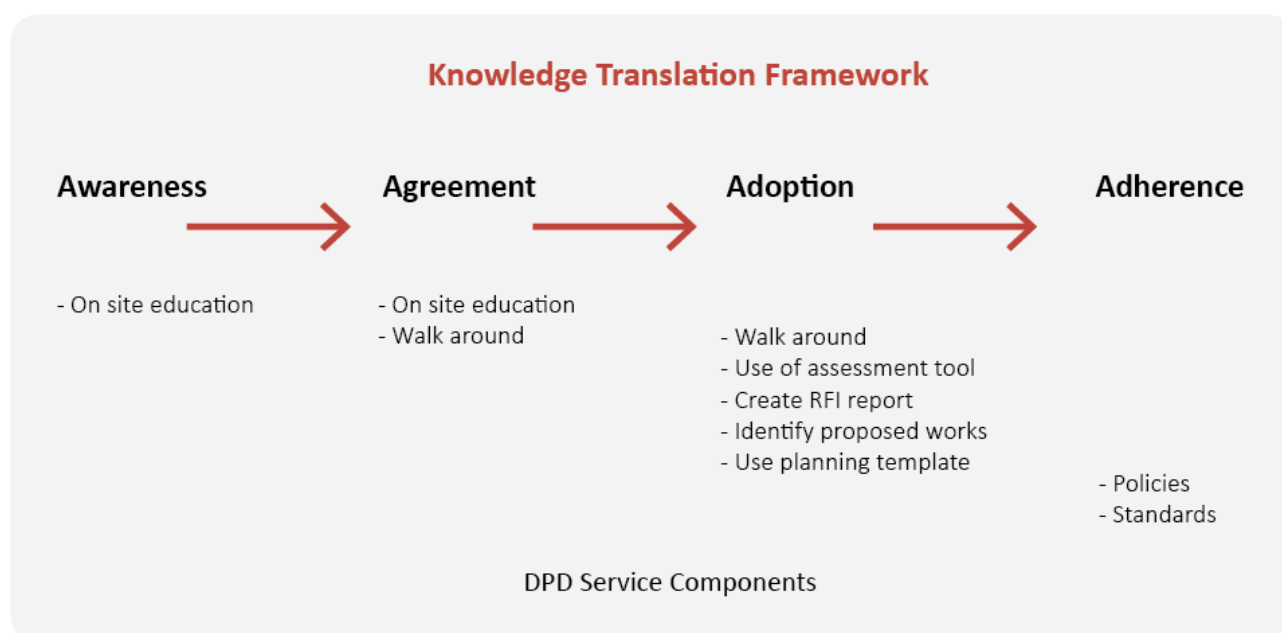 Knowledge Translation Framework
Awareness
Agreement
Adoption
Adherence
- On site education
- On site education
- Walk around
- Walk around
- Use of assessment tool
- Create RFI report
- Identify proposed works
- Use planning template
- Policies
- Standards
DPD Service Components